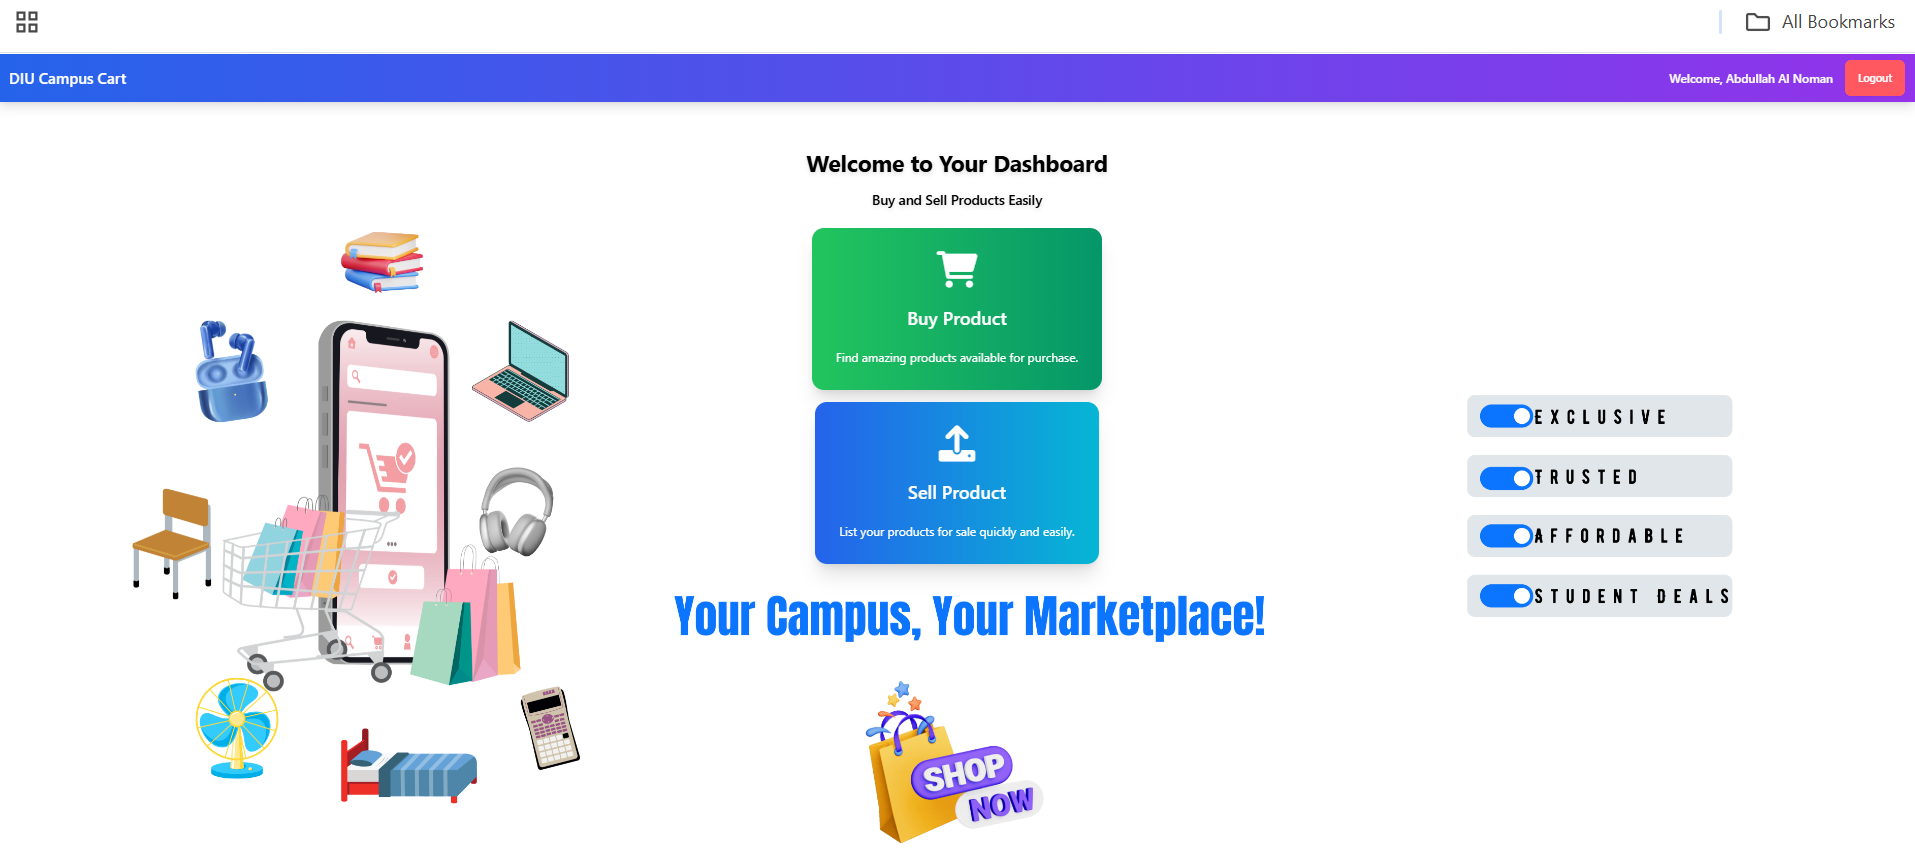 All Bookmarks
DIU Campus Cart
Welcome, Abdullah Al Noman
Logout
Welcome to Your Dashboard
Buy and Sell Products Easily
Buy Product
Find amazing products available for purchase.
Sell Product
List your products for sale quickly and easily.
EXCLUSIVE
TRUSTED
AFFORDABLE
STUDENT DEALS
Your Campus, Your Marketplace!
SHOP
NOW